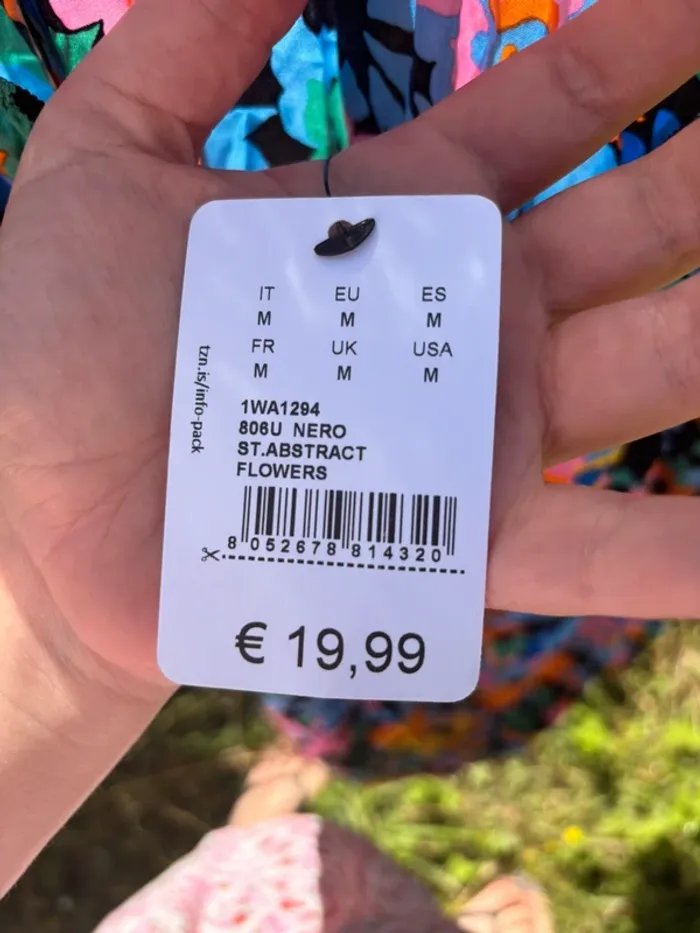 IT EU ES
M M M
FR UK USA
M M M
tzn.is/info-pack
1WA1294
806U NERO
ST.ABSTRACT
FLOWERS
8 052678 814320
€ 19,99